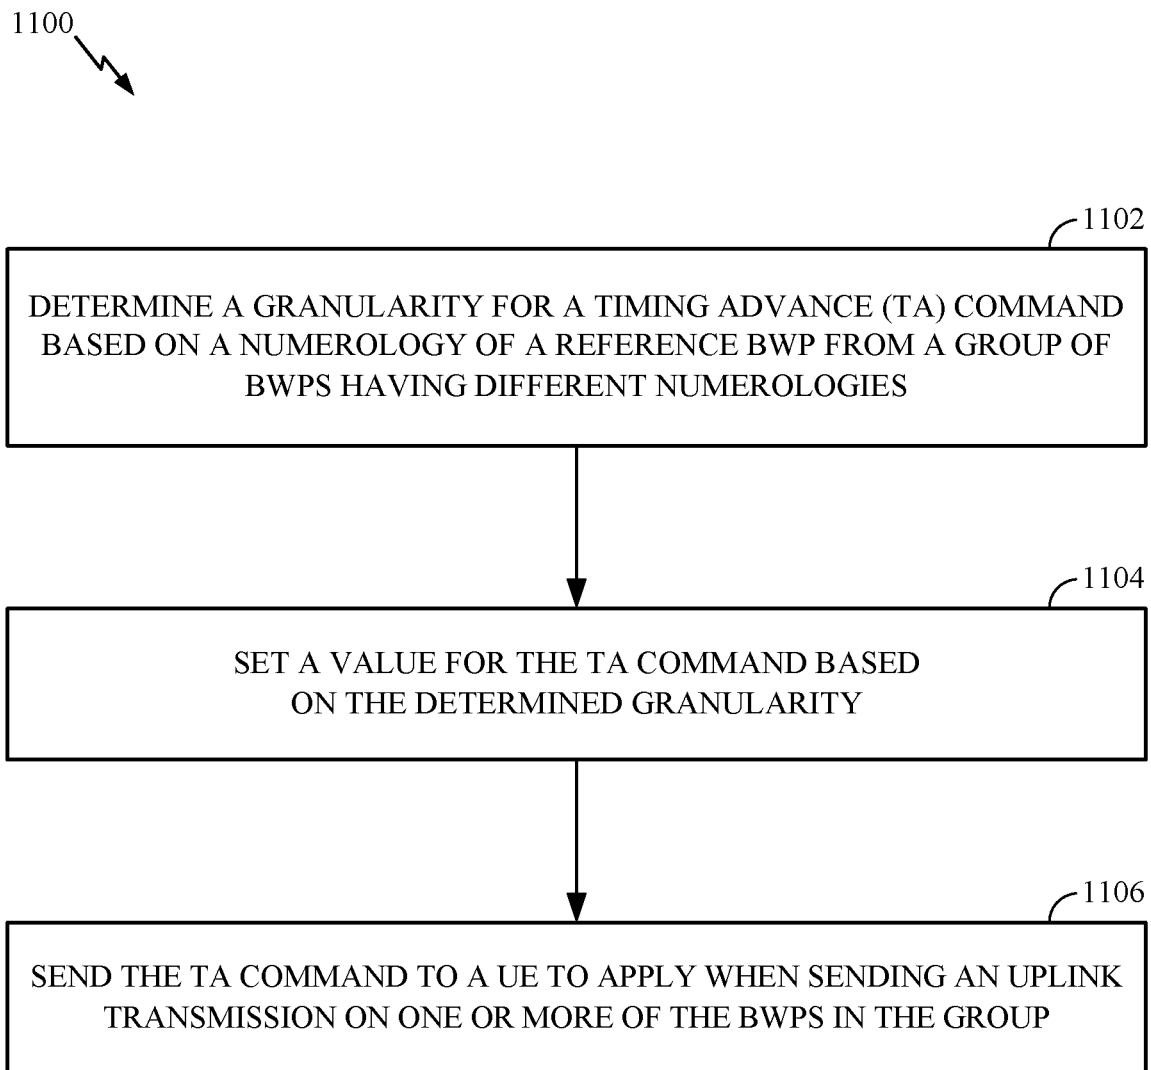 1100
1102
DETERMINE A GRANULARITY FOR A TIMING ADVANCE (TA) COMMAND
BASED ON A NUMEROLOGY OF A REFERENCE BWP FROM A GROUP OF
BWPS HAVING DIFFERENT NUMEROLOGIES
1104
SET A VALUE FOR THE TA COMMAND BASED
ON THE DETERMINED GRANULARITY
1106
SEND THE TA COMMAND TO A UE TO APPLY WHEN SENDING AN UPLINK
TRANSMISSION ON ONE OR MORE OF THE BWPS IN THE GROUP